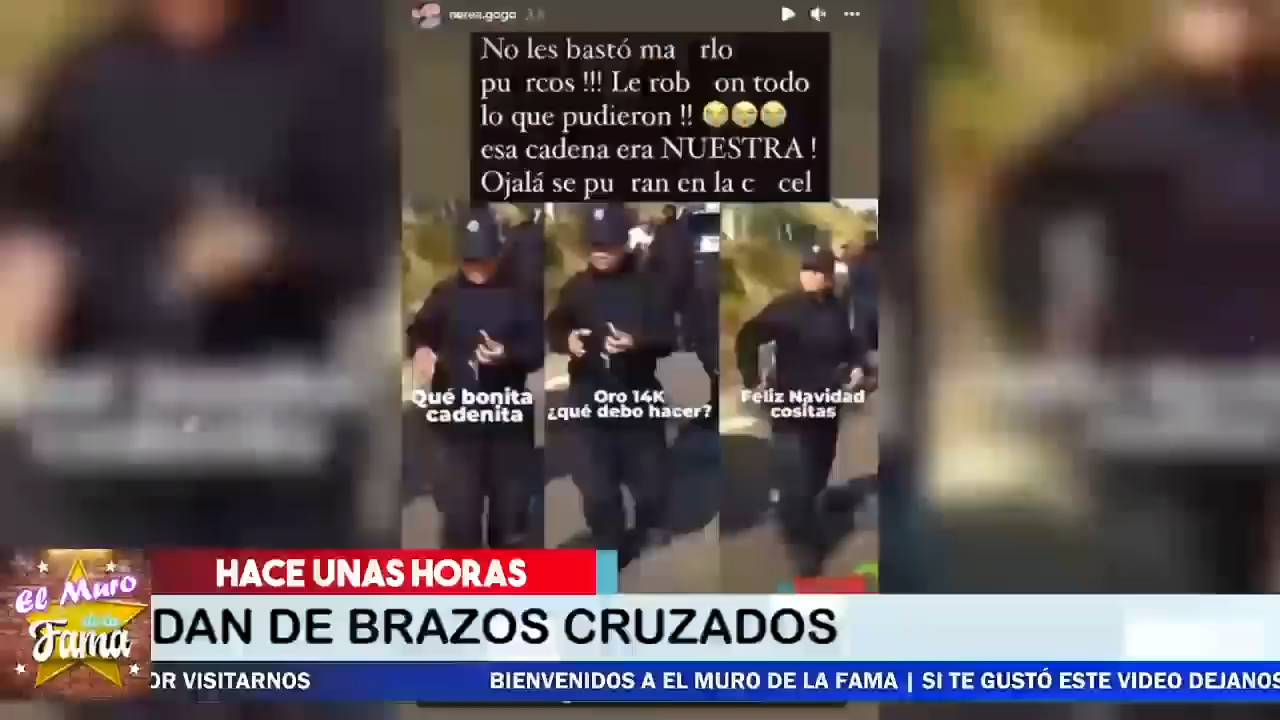 nerea.gogo 3 h
No les bastó ma rlo
pu rcos !!! Le rob on todo
lo que pudieron !! 😭😭😭
esa cadena era NUESTRA !
Ojalá se pu ran en la c cel
Qué bonita
cadenita
Oro 14K
¿qué debo hacer?
Feliz Navidad
cositas
HACE UNAS HORAS
El Muro
de la
Fama
DAN DE BRAZOS CRUZADOS
OR VISITARNOS BIENVENIDOS A EL MURO DE LA FAMA | SI TE GUSTÓ ESTE VIDEO DEJANOS